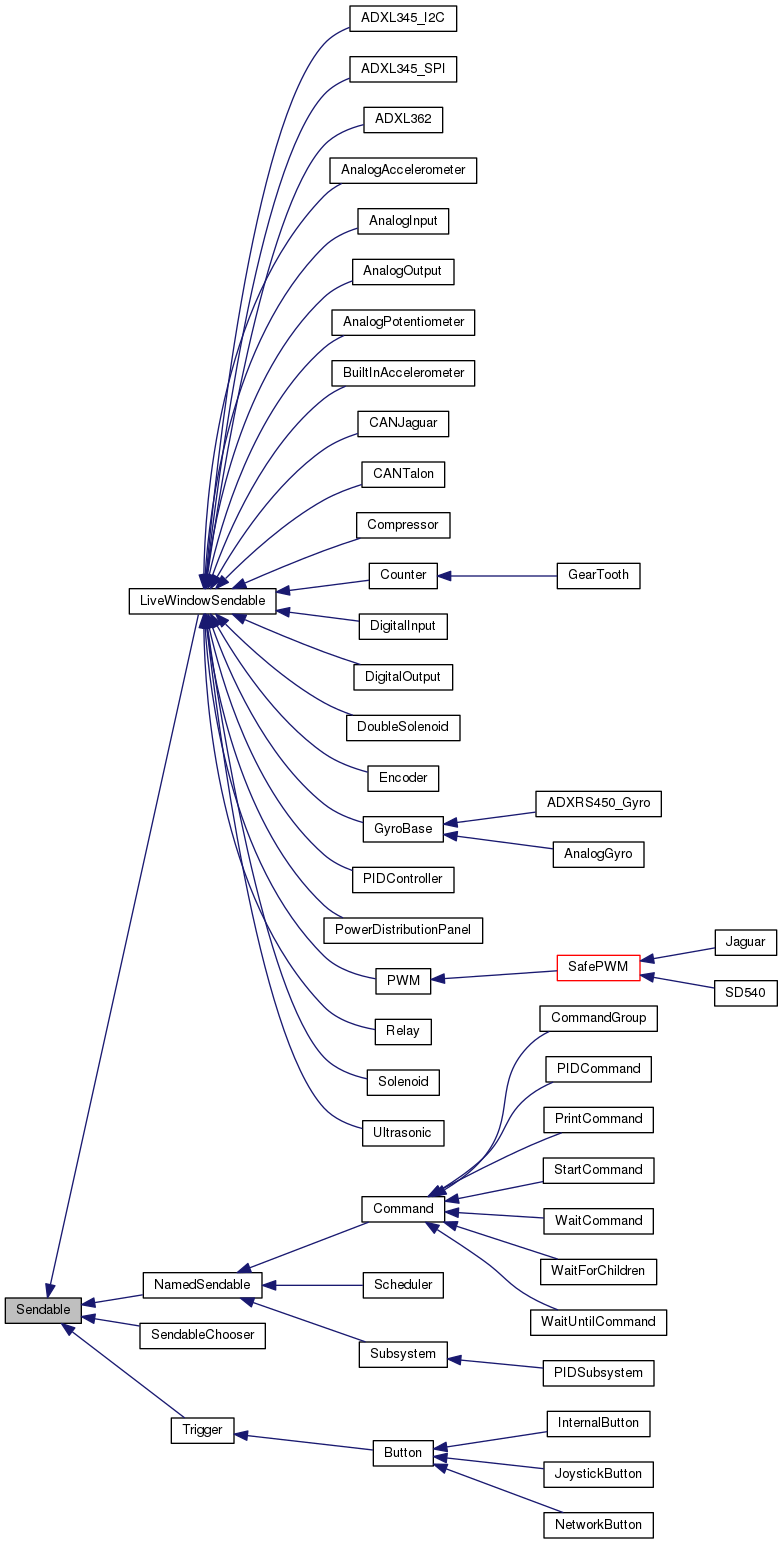 ADXL345_I2C
ADXL345_SPI
ADXL362
AnalogAccelerometer
AnalogInput
AnalogOutput
AnalogPotentiometer
BuiltInAccelerometer
CANJaguar
CANTalon
Compressor
Counter
GearTooth
LiveWindowSendable
DigitalInput
DigitalOutput
DoubleSolenoid
Encoder
ADXRS450_Gyro
GyroBase
AnalogGyro
PIDController
PowerDistributionPanel
Jaguar
SafePWM
PWM
SD540
CommandGroup
Relay
PIDCommand
Solenoid
PrintCommand
Ultrasonic
StartCommand
Command
WaitCommand
WaitForChildren
NamedSendable
Scheduler
Sendable
WaitUntilCommand
SendableChooser
Subsystem
PIDSubsystem
InternalButton
Trigger
Button
JoystickButton
NetworkButton